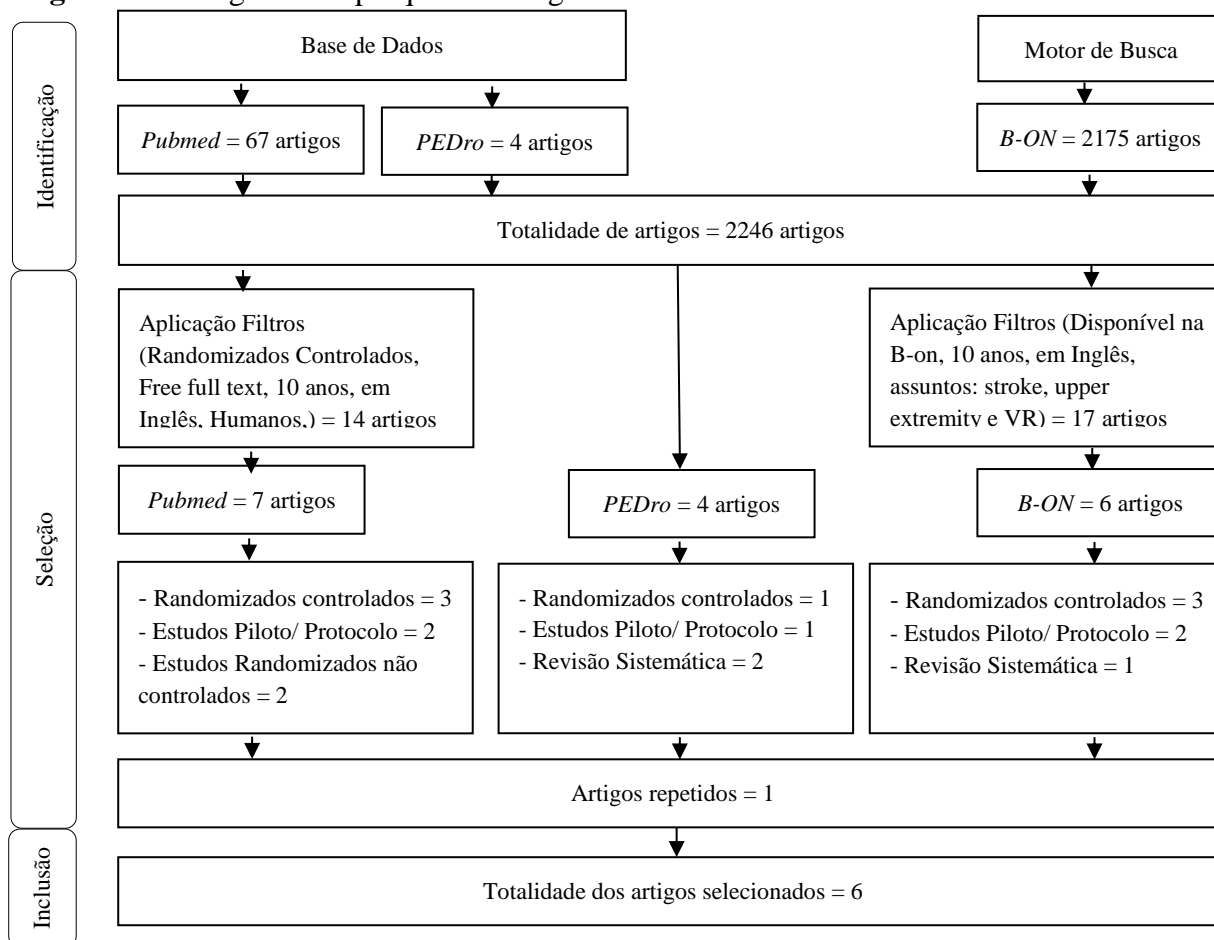 Base de Dados
Motor de Busca
Identificação
Pubmed = 67 artigos
PEDro = 4 artigos
B-ON = 2175 artigos
Totalidade de artigos = 2246 artigos
Seleção
Aplicação Filtros
(Randomizados Controlados,
Free full text, 10 anos, em
Inglês, Humanos,) = 14 artigos
Aplicação Filtros (Disponível na
B-on, 10 anos, em Inglês,
assuntos: stroke, upper
extremity e VR) = 17 artigos
Pubmed = 7 artigos
PEDro = 4 artigos
B-ON = 6 artigos
- Randomizados controlados = 3
- Estudos Piloto/ Protocolo = 2
- Estudos Randomizados não
controlados = 2
- Randomizados controlados = 1
- Estudos Piloto/ Protocolo = 1
- Revisão Sistemática = 2
- Randomizados controlados = 3
- Estudos Piloto/ Protocolo = 2
- Revisão Sistemática = 1
Artigos repetidos = 1
Inclusão
Totalidade dos artigos selecionados = 6